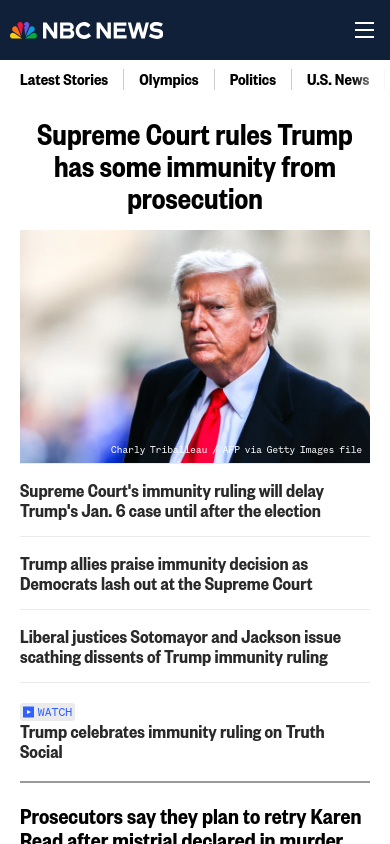 NBC NEWS
Latest Stories
Olympics
Politics
U.S. News
Supreme Court rules Trump
has some immunity from
prosecution
Charly Triballeau / AFP via Getty Images file
Supreme Court's immunity ruling will delay
Trump's Jan. 6 case until after the election
Trump allies praise immunity decision as
Democrats lash out at the Supreme Court
Liberal justices Sotomayor and Jackson issue
scathing dissents of Trump immunity ruling
WATCH
Trump celebrates immunity ruling on Truth
Social
Prosecutors say they plan to retry Karen
Read after mistrial declared in murder